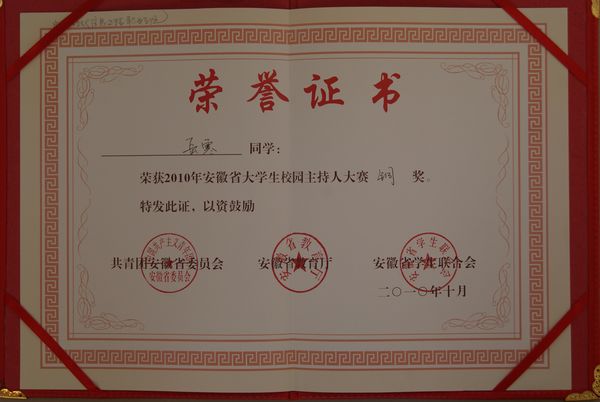 荣誉证书
同学：
荣获2010年安徽省大学生校园主持人大赛 铜 奖。
特发此证，以资鼓励
共青团安徽省委员会 安徽省教育厅 安徽省学生联合会
二〇一〇年十月